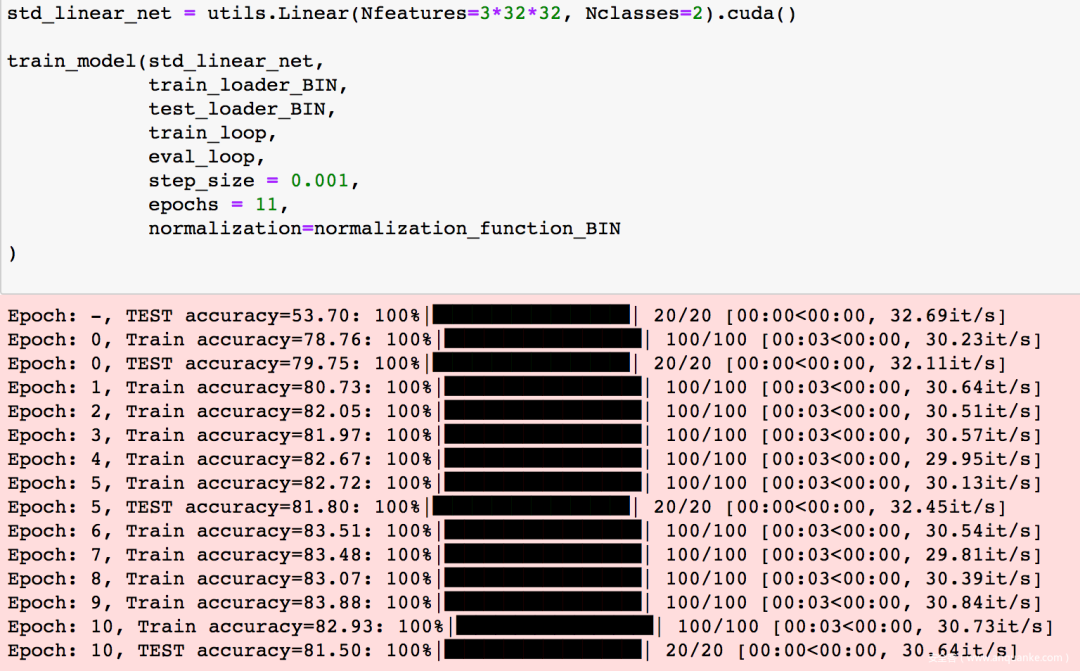 std_linear_net = utils.Linear(Nfeatures=3*32*32, Nclasses=2).cuda()
train_model(std_linear_net,
train_loader_BIN,
test_loader_BIN,
train_loop,
eval_loop,
step_size = 0.001,
epochs = 11,
normalization=normalization_function_BIN
)
Epoch: -, TEST accuracy=53.70: 100%|██████████| 20/20 [00:00<00:00, 32.69it/s]
Epoch: 0, Train accuracy=78.76: 100%|██████████| 100/100 [00:03<00:00, 30.23it/s]
Epoch: 0, TEST accuracy=79.75: 100%|██████████| 20/20 [00:00<00:00, 32.11it/s]
Epoch: 1, Train accuracy=80.73: 100%|██████████| 100/100 [00:03<00:00, 30.64it/s]
Epoch: 2, Train accuracy=82.05: 100%|██████████| 100/100 [00:03<00:00, 30.51it/s]
Epoch: 3, Train accuracy=81.97: 100%|██████████| 100/100 [00:03<00:00, 30.57it/s]
Epoch: 4, Train accuracy=82.67: 100%|██████████| 100/100 [00:03<00:00, 29.95it/s]
Epoch: 5, Train accuracy=82.72: 100%|██████████| 100/100 [00:03<00:00, 30.13it/s]
Epoch: 5, TEST accuracy=81.80: 100%|██████████| 20/20 [00:00<00:00, 32.45it/s]
Epoch: 6, Train accuracy=83.51: 100%|██████████| 100/100 [00:03<00:00, 30.54it/s]
Epoch: 7, Train accuracy=83.48: 100%|██████████| 100/100 [00:03<00:00, 29.81it/s]
Epoch: 8, Train accuracy=83.07: 100%|██████████| 100/100 [00:03<00:00, 30.39it/s]
Epoch: 9, Train accuracy=83.88: 100%|██████████| 100/100 [00:03<00:00, 30.84it/s]
Epoch: 10, Train accuracy=82.93: 100%|██████████| 100/100 [00:03<00:00, 30.73it/s]
Epoch: 10, TEST accuracy=81.50: 100%|██████████| 20/20 [00:00<00:00, 30.64it/s]